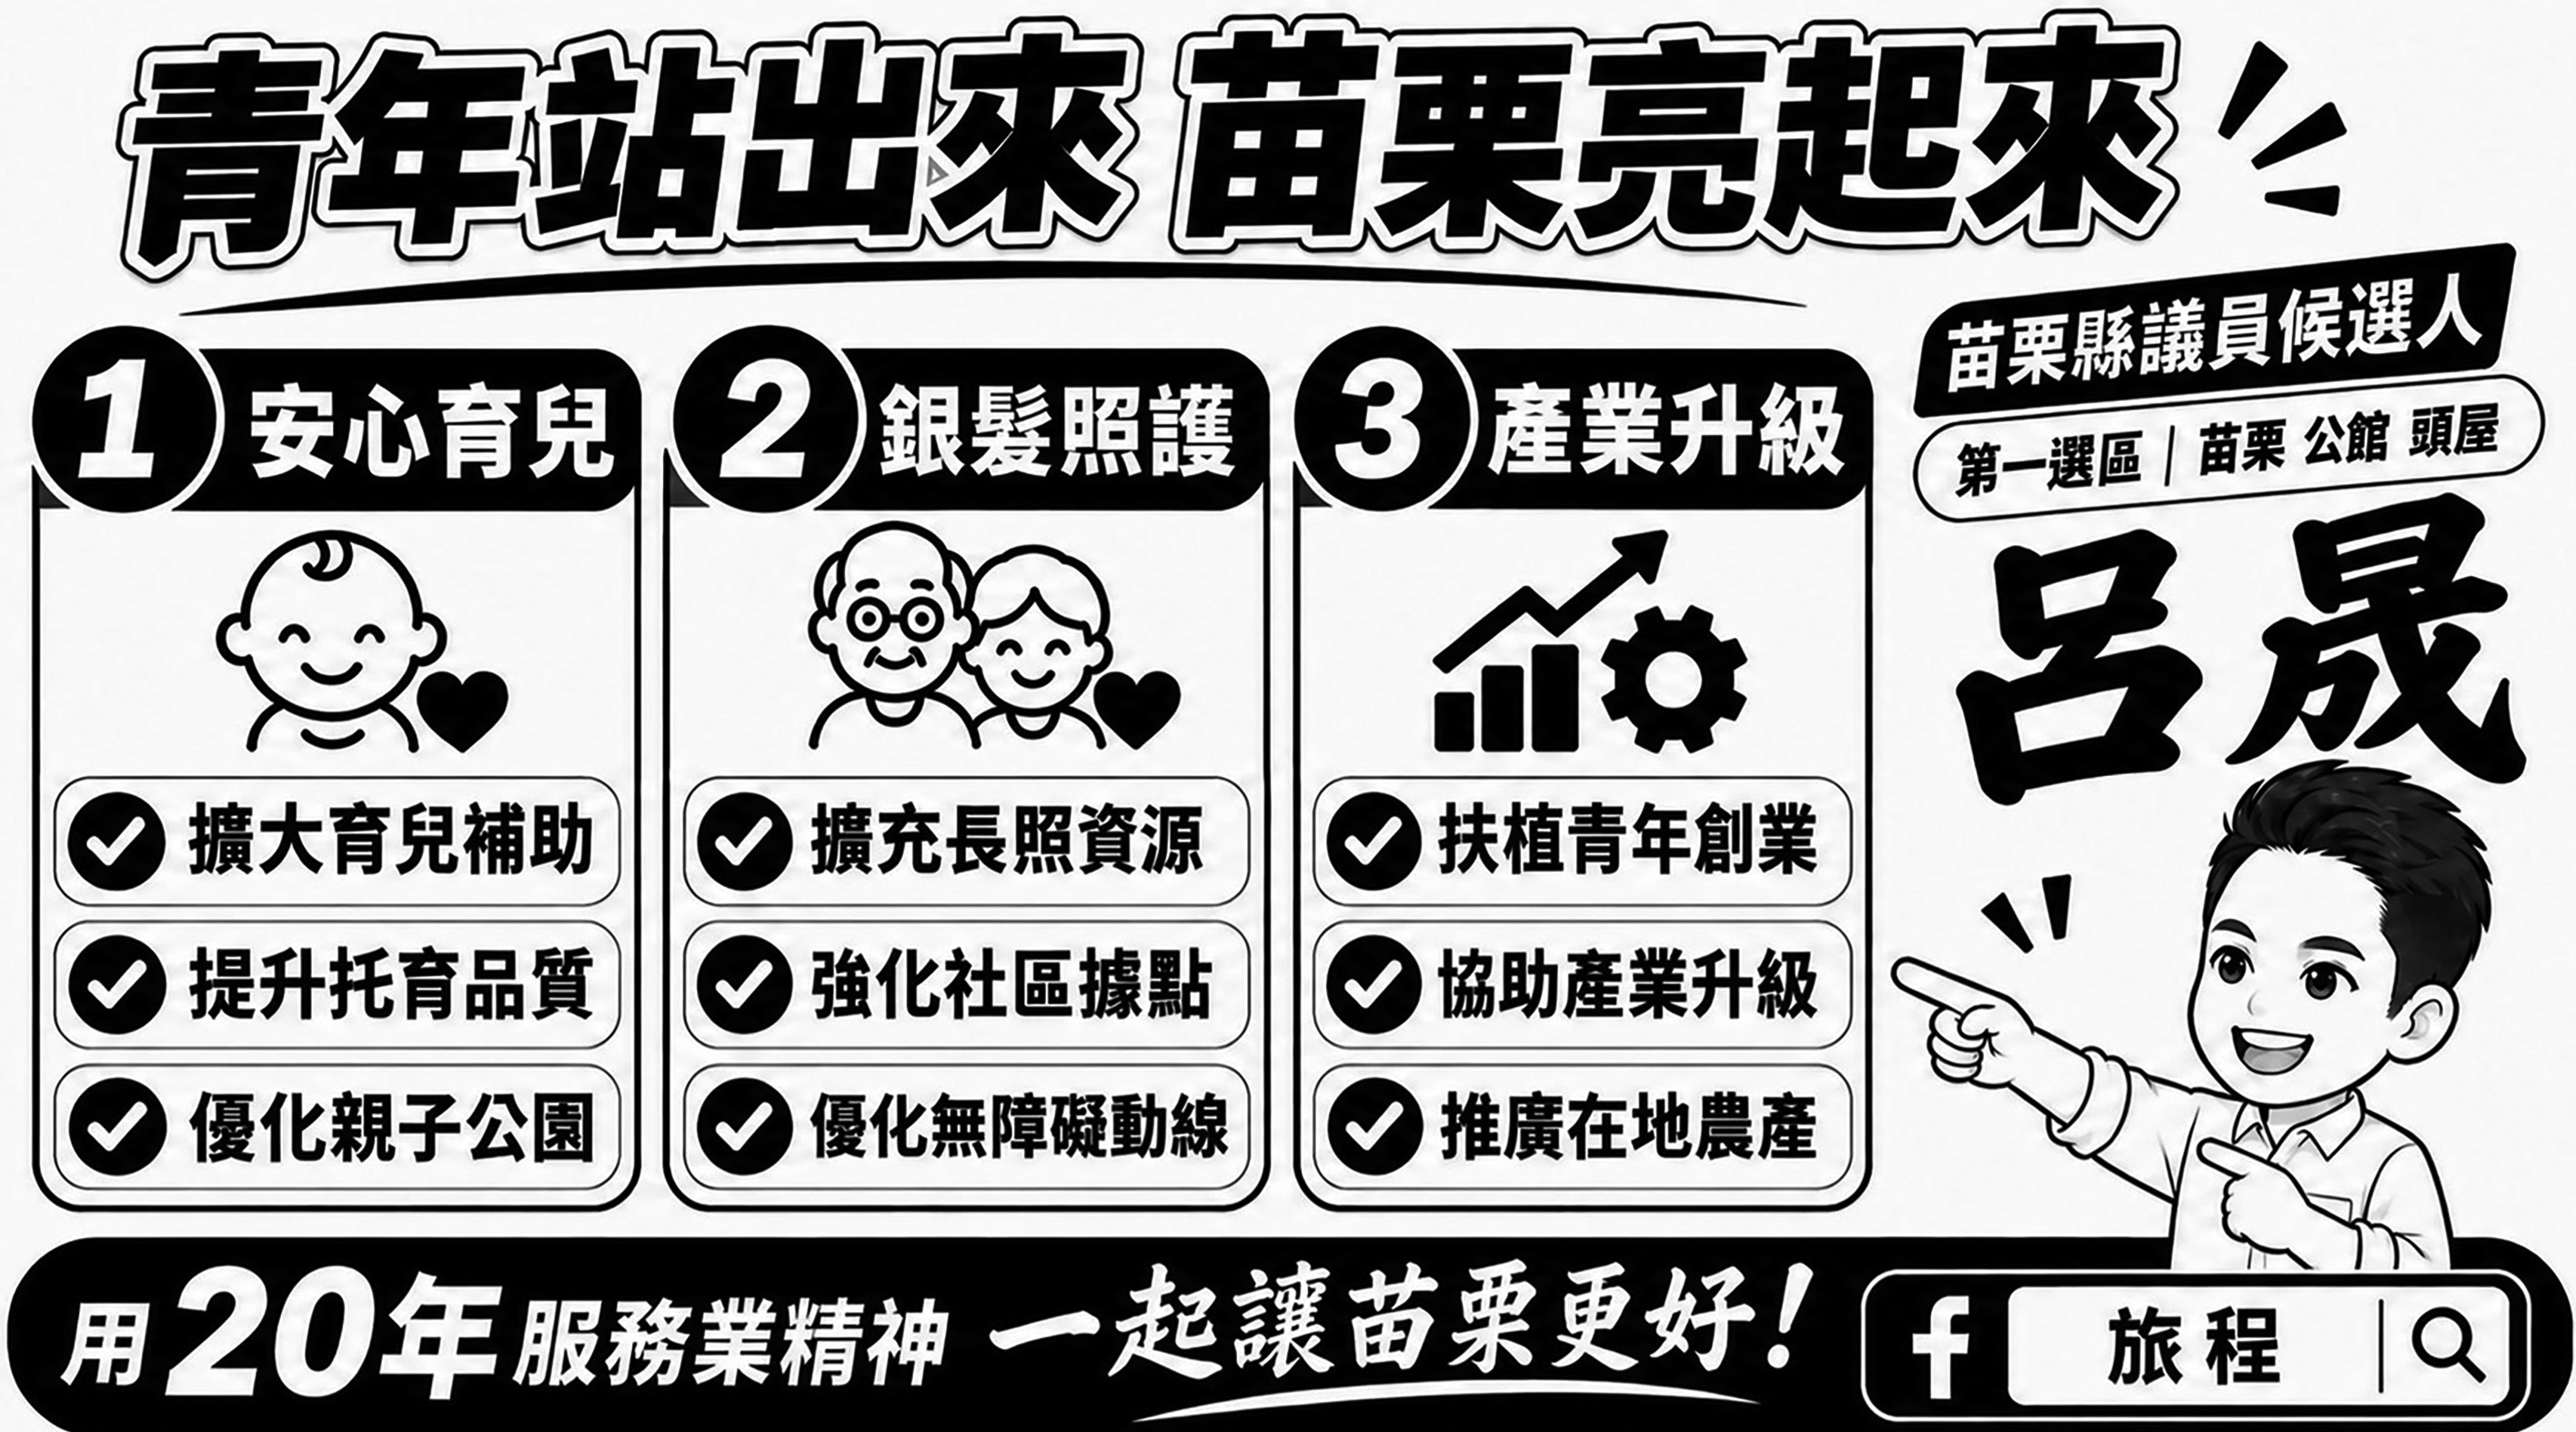 青年站出來 苗栗亮起來
苗栗縣議員候選人
第一選區｜苗栗 公館 頭屋
呂晟
1 安心育兒
擴大育兒補助
提升托育品質
優化親子公園
2 銀髮照護
擴充長照資源
強化社區據點
優化無障礙動線
3 產業升級
扶植青年創業
協助產業升級
推廣在地農產
用20年服務業精神 一起讓苗栗更好！
f 旅程